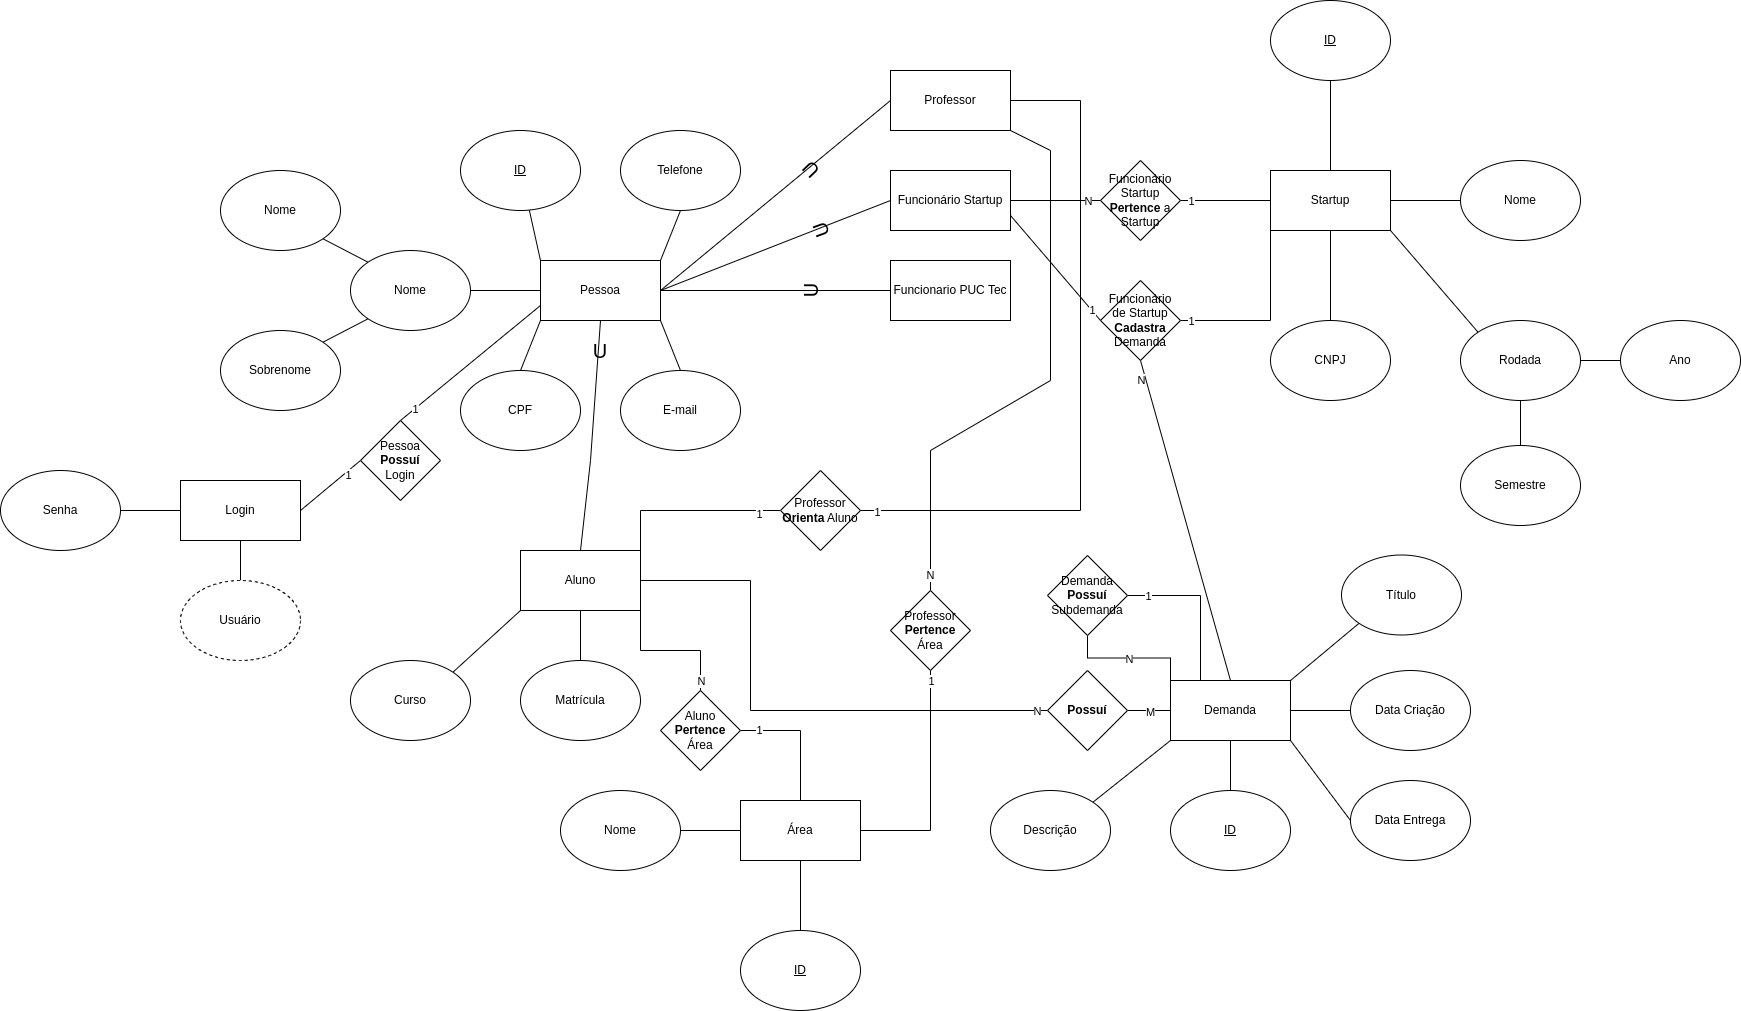 ID
Professor
ID
Telefone
Nome
Funcionário Startup
N
Funcionario
Startup
Pertence a
Startup
1
Startup
Nome
Nome
Pessoa
Funcionario PUC Tec
1
Funcionario
de Startup
Cadastra
Demanda
1
N
Sobrenome
CPF
E-mail
CNPJ
Rodada
Ano
1
Pessoa
Possuí
Login
1
Semestre
Senha
Login
1
Professor
Orienta Aluno
1
Usuário
Aluno
N
Professor
Pertence
Área
1
Demanda
Possuí
Subdemanda
1
N
Título
Curso
Matrícula
N
Aluno
Pertence
Área
1
N
Possuí
M
Demanda
Data Criação
Nome
Área
Descrição
ID
Data Entrega
ID